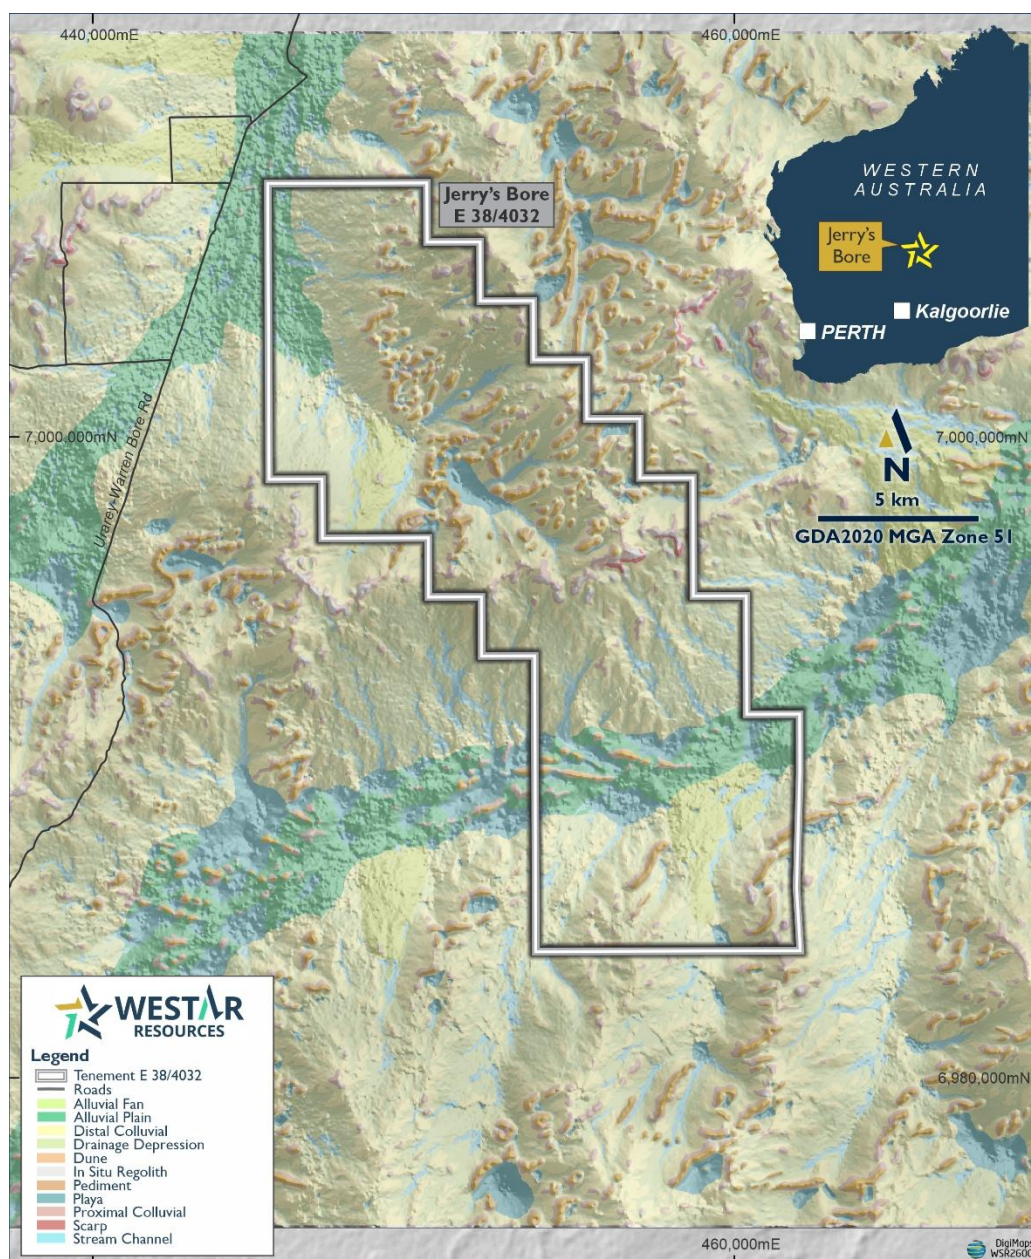 440,000mE
460,000mE
WESTERN
AUSTRALIA
Jerry's Bore
E 38/4032
Jerry's
Bore
Kalgoorlie
PERTH
7,000,000mN
7,000,000mN
N
5 km
GDA2020 MGA Zone 51
Urarey-Warren Bore Rd
WESTAR
RESOURCES
Legend
Tenement E 38/4032
Roads
Alluvial Fan
Alluvial Plain
Distal Colluvial
Drainage Depression
Dune
In Situ Regolith
Pediment
Playa
Proximal Colluvial
Scarp
Stream Channel
6,980,000mN
460,000mE
DigiMaps